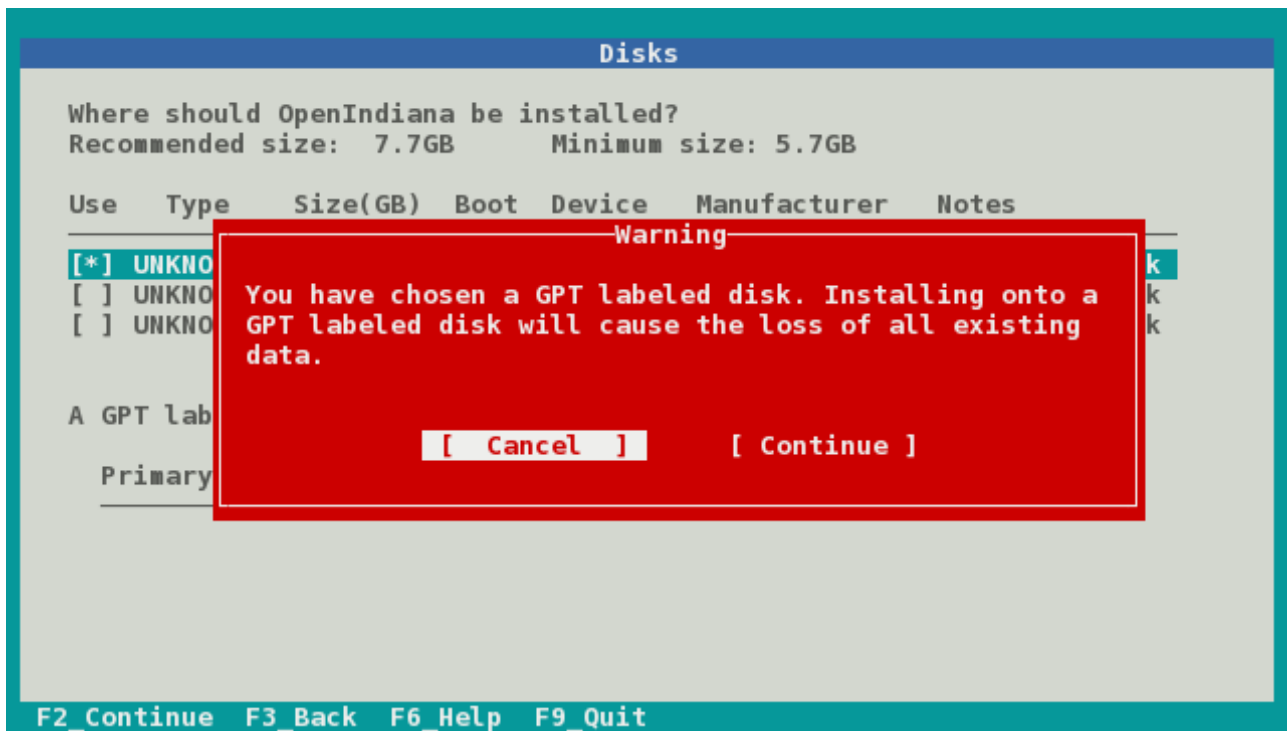 Disks
Where should OpenIndiana be installed?
Recommended size: 7.7GB Minimum size: 5.7GB
Use Type Size(GB) Boot Device Manufacturer Notes
Warning
[*] UNKNO k
[ ] UNKNO You have chosen a GPT labeled disk. Installing onto a k
[ ] UNKNO GPT labeled disk will cause the loss of all existing k
data.
A GPT lab
[ Cancel ] [ Continue ]
Primary
F2_Continue F3_Back F6_Help F9_Quit